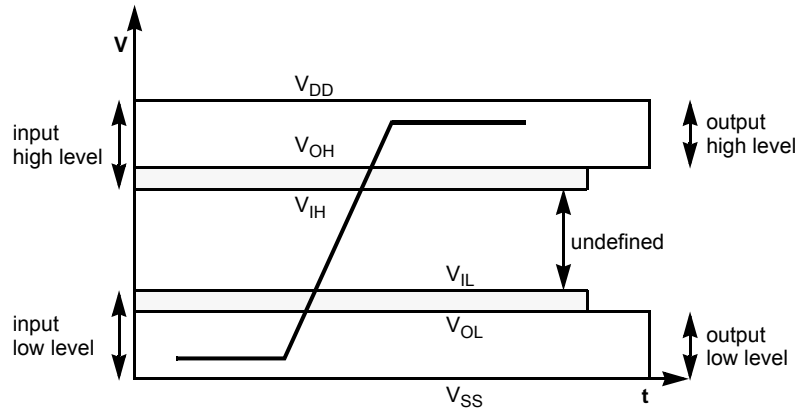 V
V_DD
input
high level
V_OH
output
high level
V_IH
undefined
V_IL
input
low level
V_OL
output
low level
V_SS
t